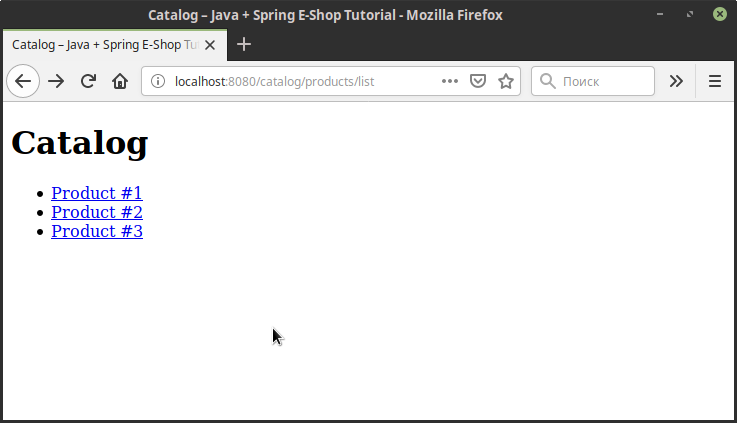 Catalog – Java + Spring E-Shop Tutorial - Mozilla Firefox
Catalog – Java + Spring E-Shop Tu
localhost:8080/catalog/products/list
Поиск
Catalog
Product #1
Product #2
Product #3